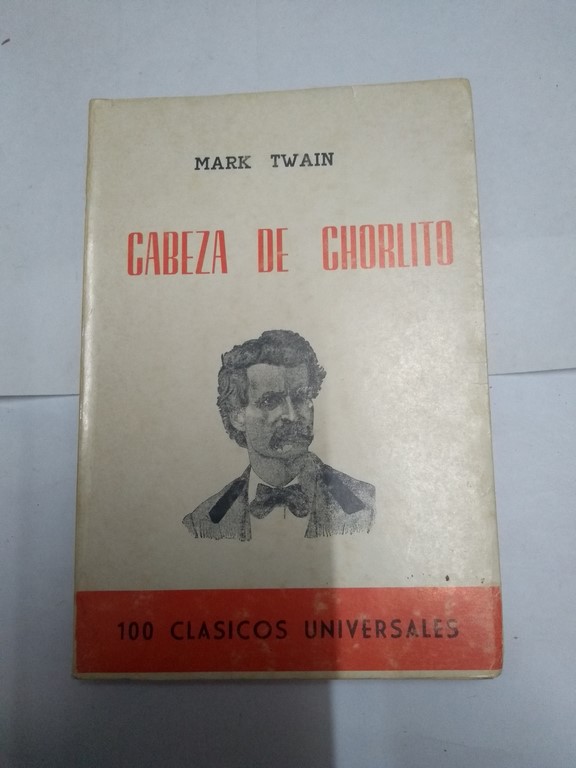 MARK TWAIN
CABEZA DE CHORLITO
100 CLASICOS UNIVERSALES